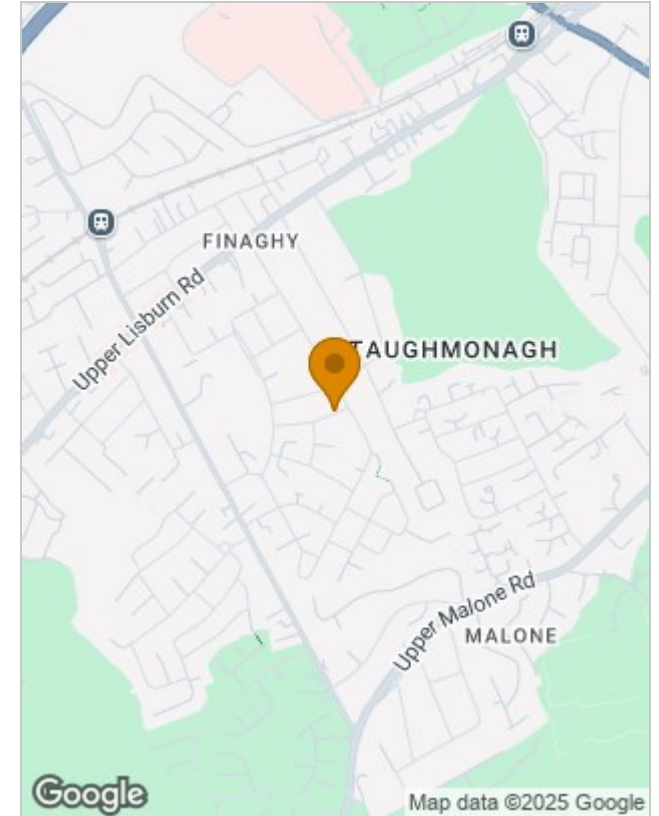 FINAGHY
Upper Lisburn Rd
TAUGHMONAGH
Upper Malone Rd
MALONE
Google
Map data ©2025 Google